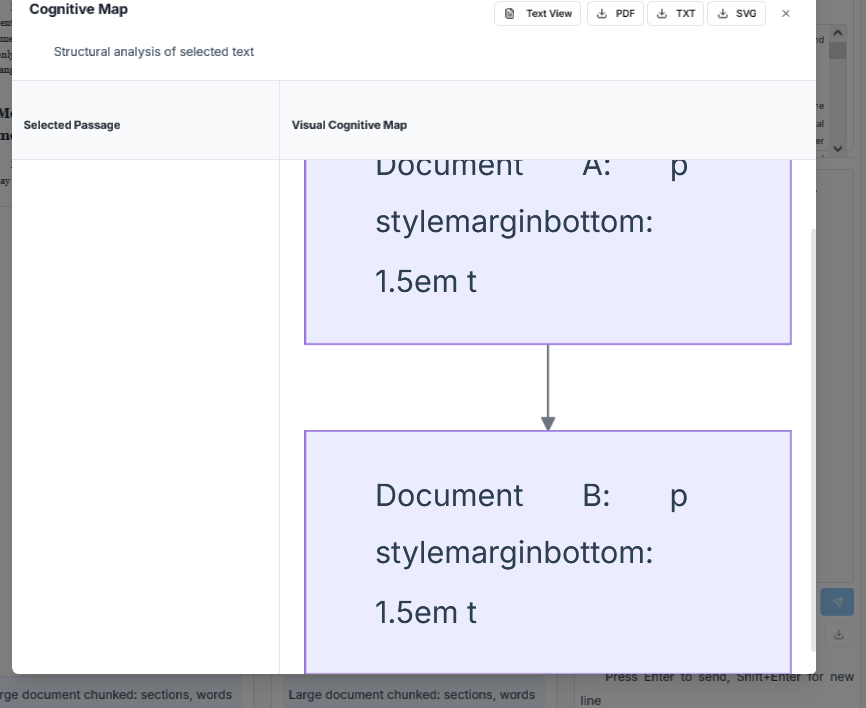 Cognitive Map
Text View
PDF
TXT
SVG
Structural analysis of selected text
Selected Passage
Visual Cognitive Map
Document A: p
stylemarginbottom:
1.5em t
Document B: p
stylemarginbottom:
1.5em t
Press Enter to send, Shift+Enter for new
line
document chunked: sections, words
Large document chunked: sections, words